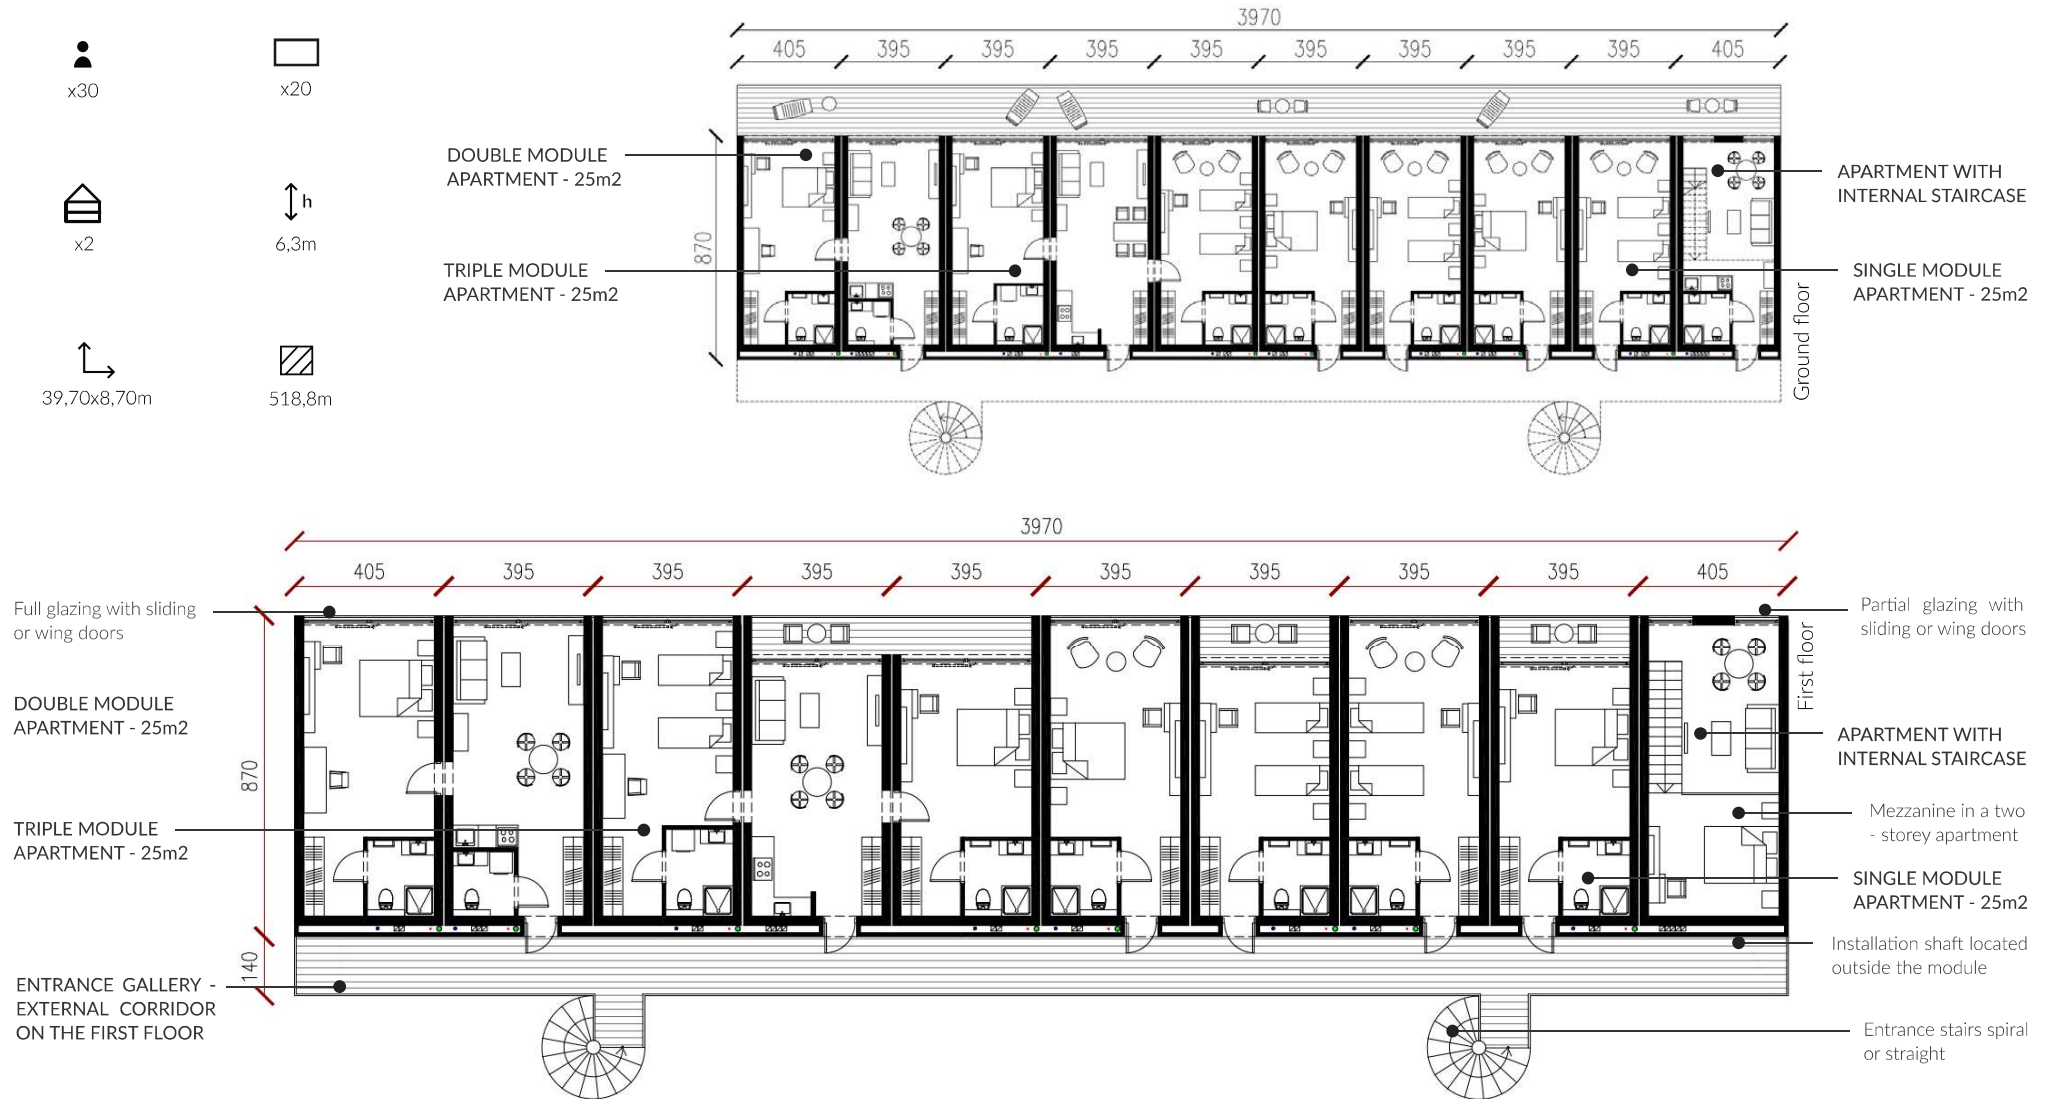 x30
x20
x2
h
6,3m
39,70x8,70m
518,8m
3970
405 395 395 395 395 395 395 395 395 405
870
DOUBLE MODULE
APARTMENT - 25m2
TRIPLE MODULE
APARTMENT - 25m2
APARTMENT WITH
INTERNAL STAIRCASE
SINGLE MODULE
APARTMENT - 25m2
Ground floor
3970
405 395 395 395 395 395 395 395 395 405
870
140
Full glazing with sliding
or wing doors
DOUBLE MODULE
APARTMENT - 25m2
TRIPLE MODULE
APARTMENT - 25m2
ENTRANCE GALLERY -
EXTERNAL CORRIDOR
ON THE FIRST FLOOR
Partial glazing with
sliding or wing doors
First floor
APARTMENT WITH
INTERNAL STAIRCASE
Mezzanine in a two
- storey apartment
SINGLE MODULE
APARTMENT - 25m2
Installation shaft located
outside the module
Entrance stairs spiral
or straight